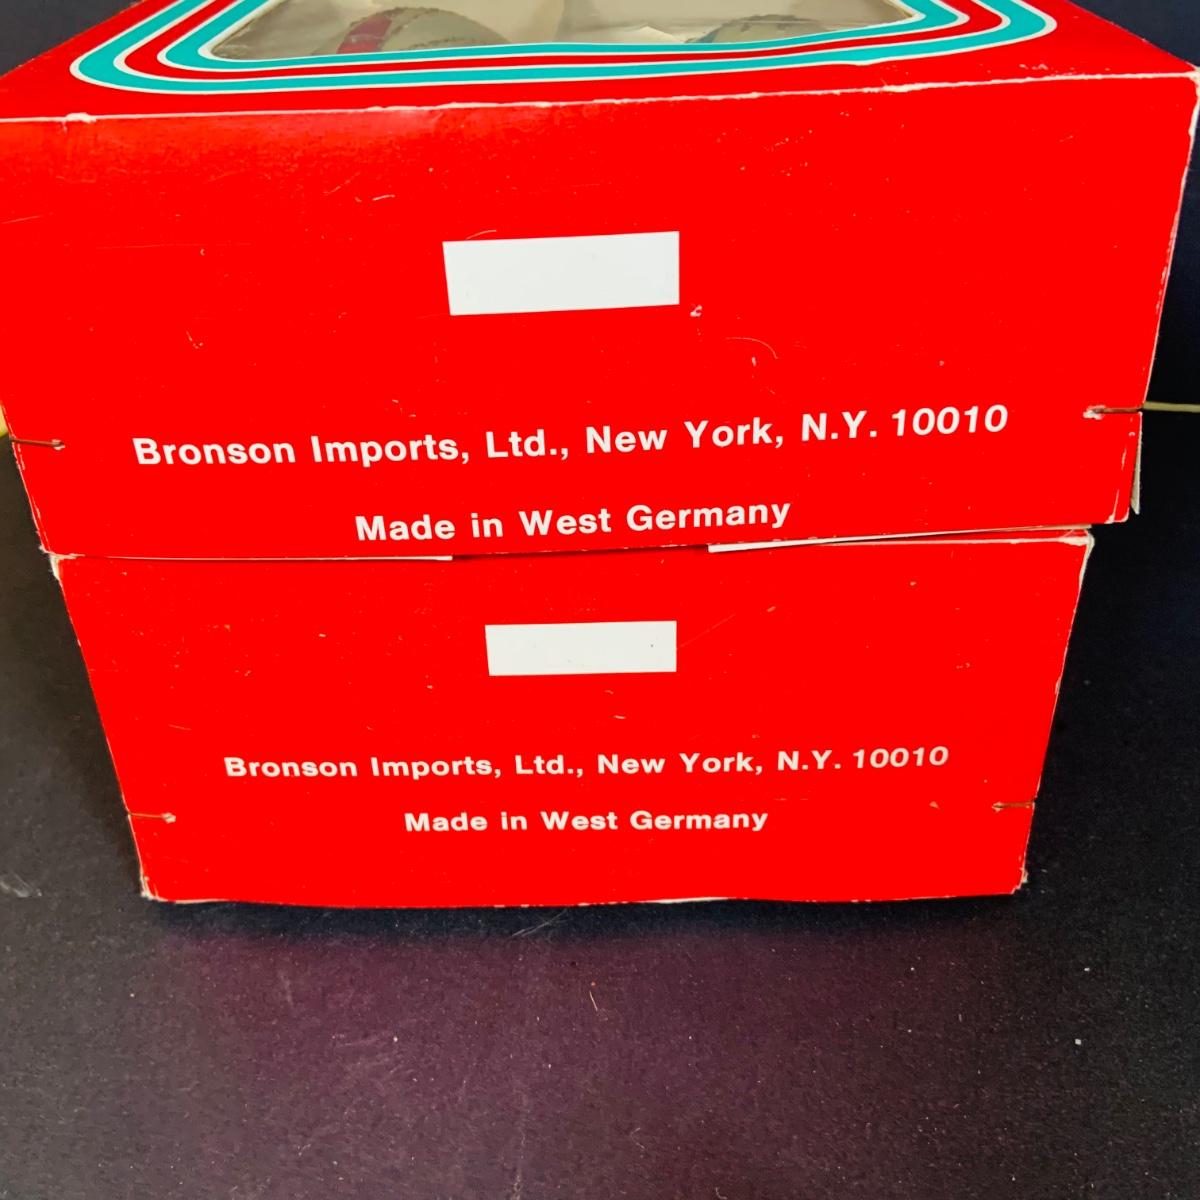 Bronson Imports, Ltd., New York, N.Y. 10010
Made in West Germany
Bronson Imports, Ltd., New York, N.Y. 10010
Made in West Germany